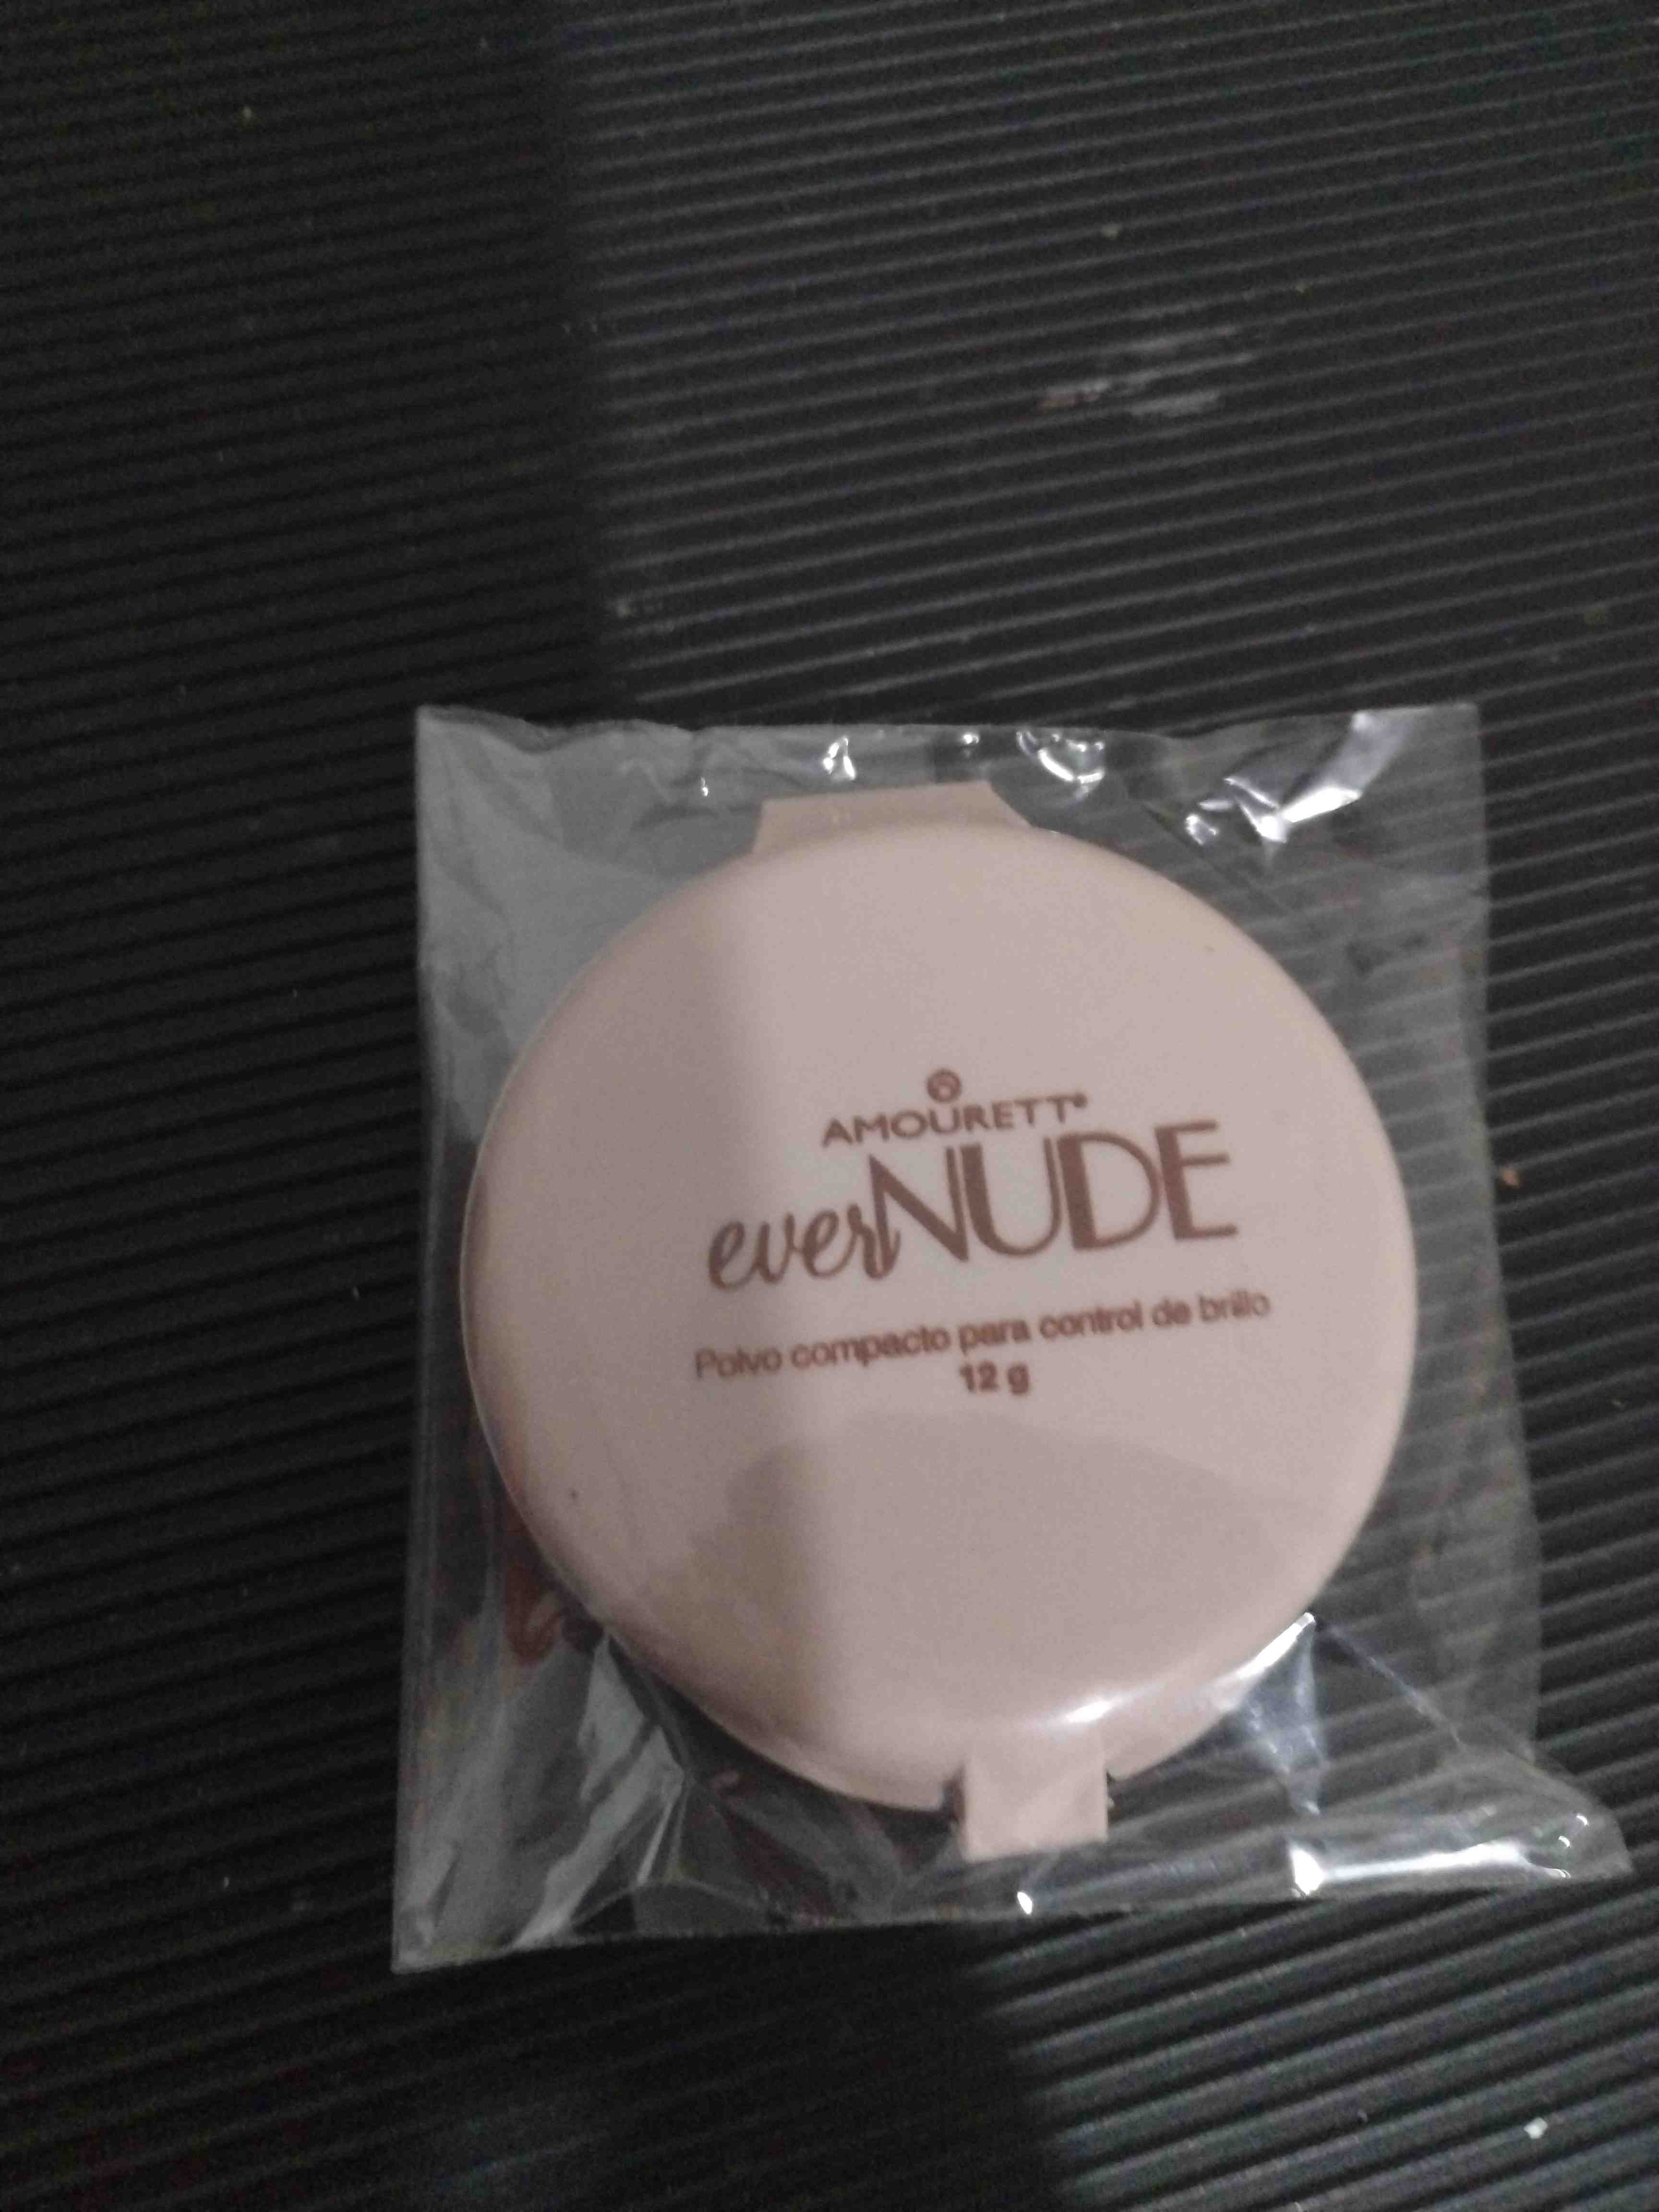 AMOURETT®
everNUDE
Polvo compacto para control de brillo
12 g